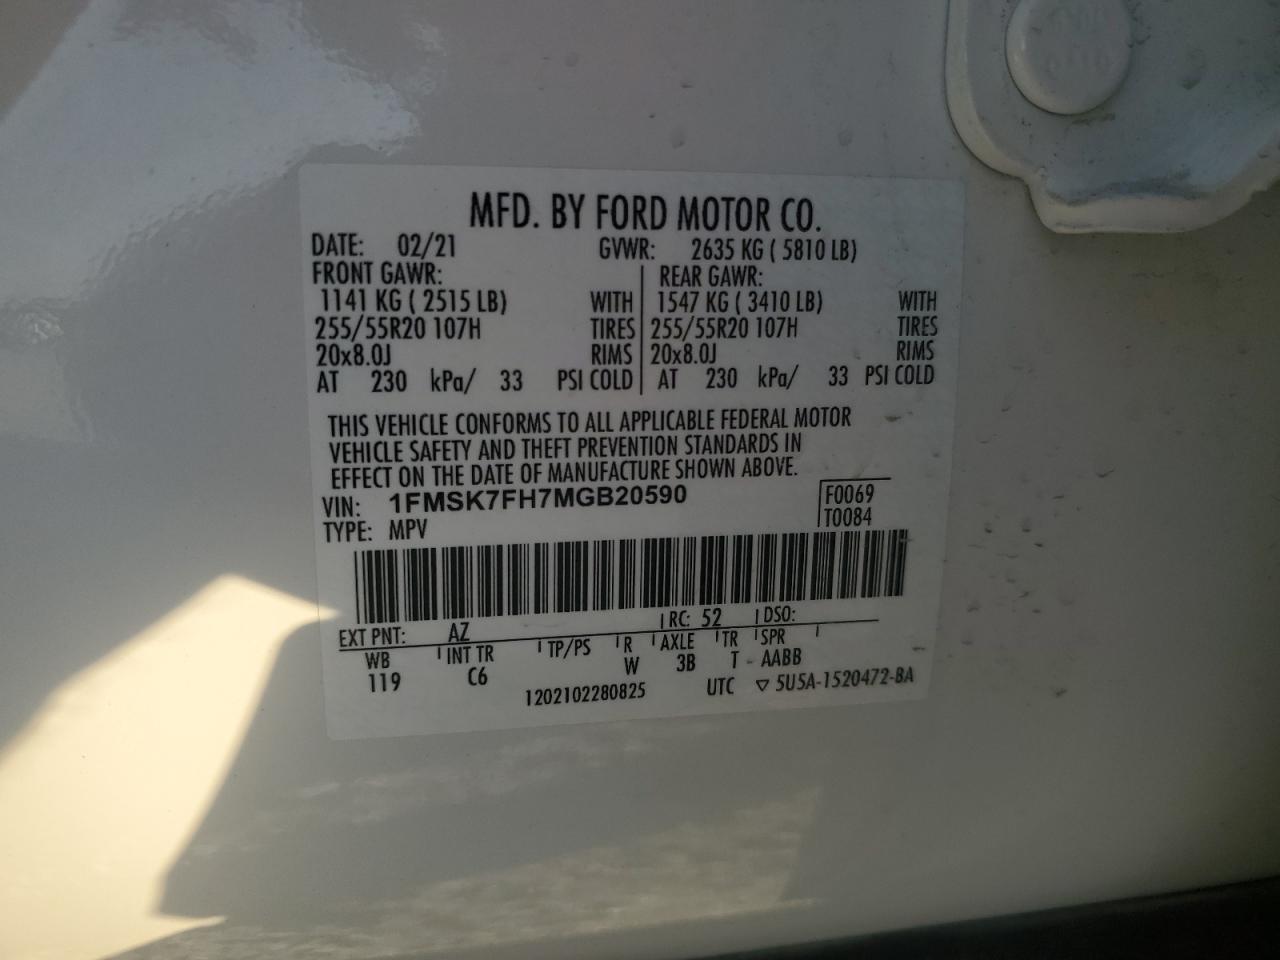 MFD. BY FORD MOTOR CO.
DATE: 02/21 GVWR: 2635 KG ( 5810 LB)
FRONT GAWR: REAR GAWR:
1141 KG ( 2515 LB) WITH 1547 KG ( 3410 LB) WITH
255/55R20 107H TIRES 255/55R20 107H TIRES
20x8.0J RIMS 20x8.0J RIMS
AT 230 kPa/ 33 PSI COLD AT 230 kPa/ 33 PSI COLD
THIS VEHICLE CONFORMS TO ALL APPLICABLE FEDERAL MOTOR
VEHICLE SAFETY AND THEFT PREVENTION STANDARDS IN
EFFECT ON THE DATE OF MANUFACTURE SHOWN ABOVE.
VIN: 1FMSK7FH7MGB20590 F0069
TYPE: MPV T0084
EXT PNT: AZ RC: 52 DSO:
WB INT TR TP/PS R AXLE TR SPR
119 C6 W 3B T AABB
1202102280825 UTC ▽ 5U5A-1520472-BA